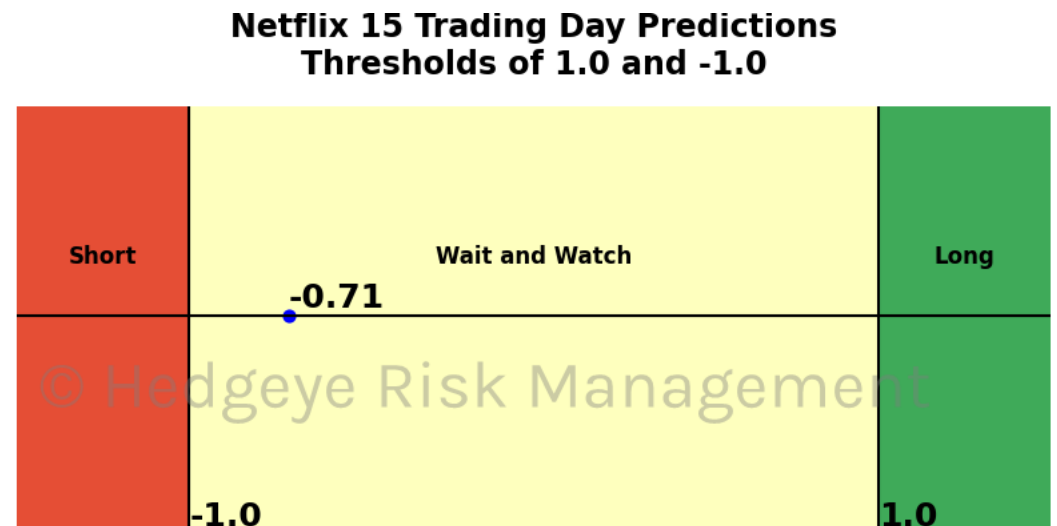 Netflix 15 Trading Day Predictions
Thresholds of 1.0 and -1.0
Short
Wait and Watch
Long
-0.71
© Hedgeye Risk Management
-1.0
1.0